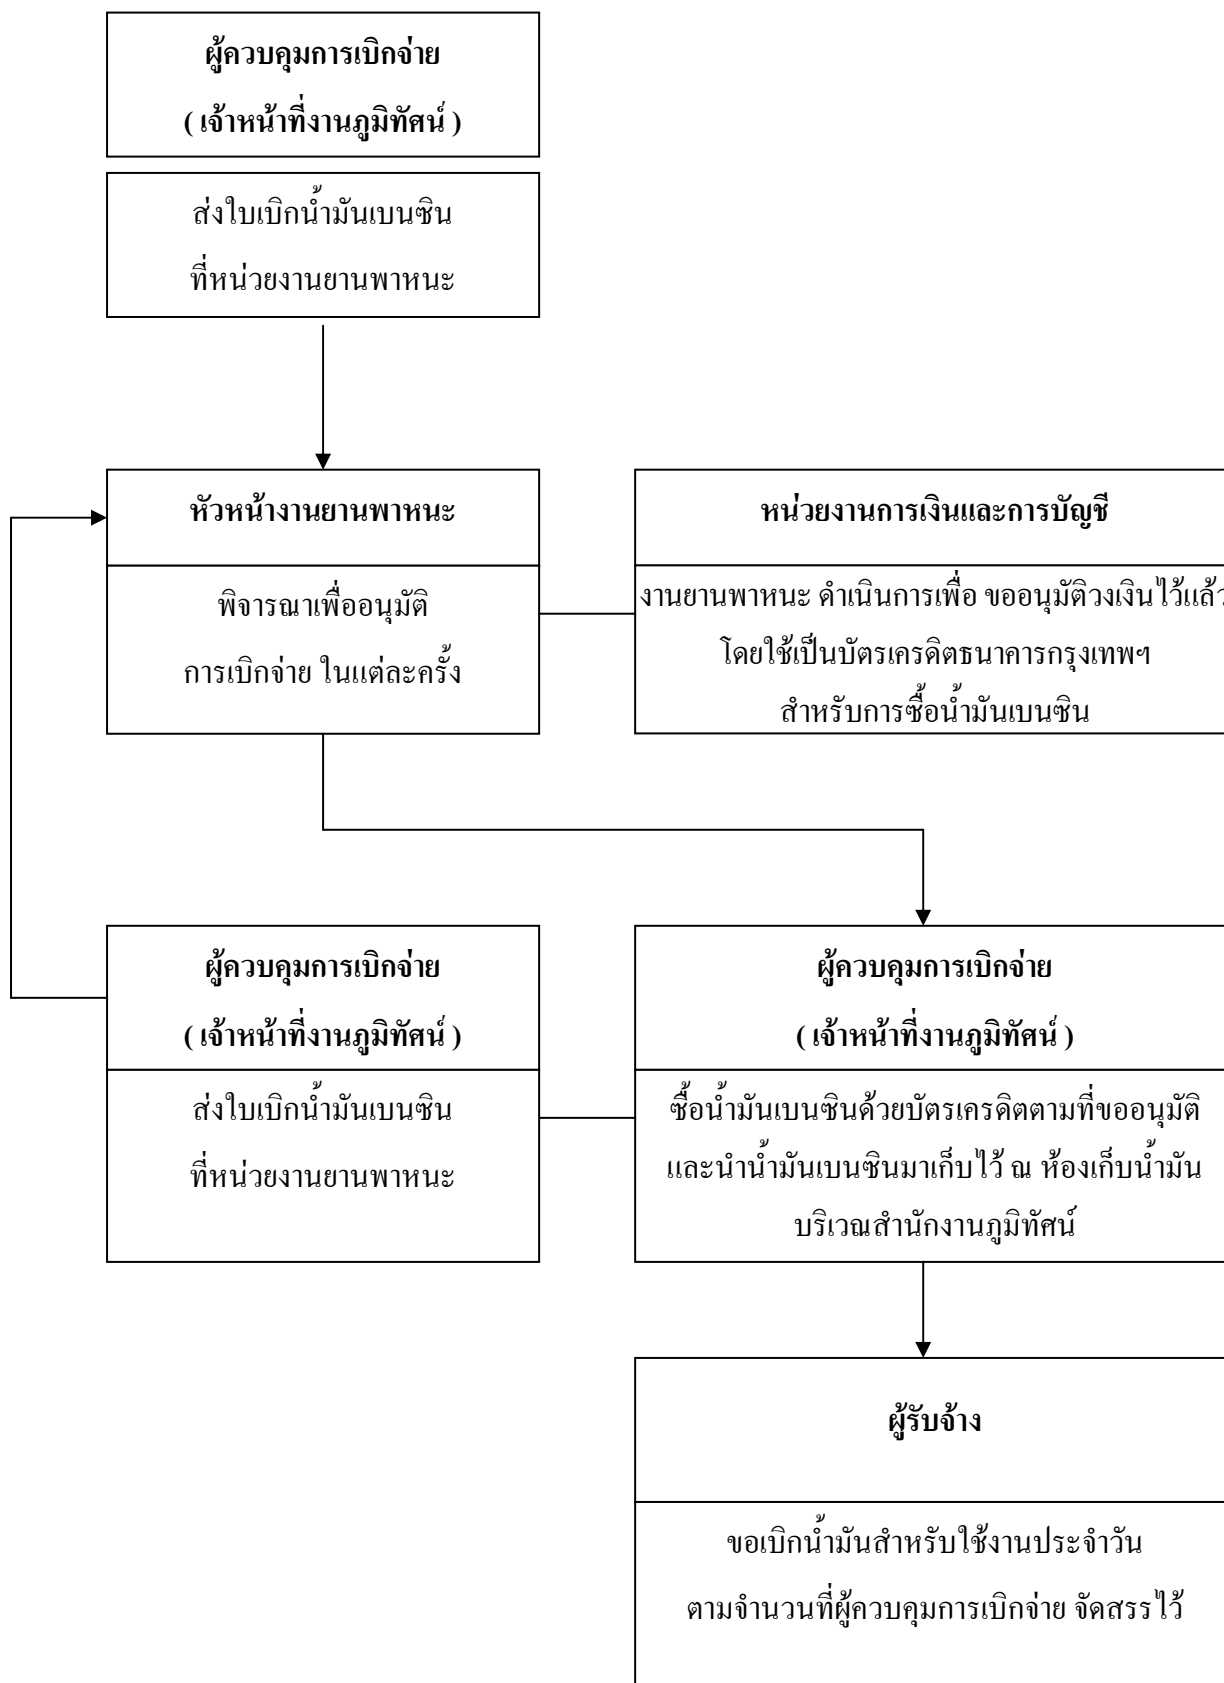 ผู้ควบคุมการเบิกจ่าย
( เจ้าหน้าที่งานภูมิทัศน์ )
ส่งใบเบิกน้ำมันเบนซิน
ที่หน่วยงานยานพาหนะ
หัวหน้างานยานพาหนะ
พิจารณาเพื่ออนุมัติ
การเบิกจ่าย ในแต่ละครั้ง
หน่วยงานการเงินและการบัญชี
งานยานพาหนะ ดำเนินการเพื่อ ขออนุมัติวงเงินไว้แล้ว
โดยใช้เป็นบัตรเครดิตธนาคารกรุงเทพฯ
สำหรับการซื้อน้ำมันเบนซิน
ผู้ควบคุมการเบิกจ่าย
( เจ้าหน้าที่งานภูมิทัศน์ )
ส่งใบเบิกน้ำมันเบนซิน
ที่หน่วยงานยานพาหนะ
ผู้ควบคุมการเบิกจ่าย
( เจ้าหน้าที่งานภูมิทัศน์ )
ซื้อน้ำมันเบนซินด้วยบัตรเครดิตตามที่ขออนุมัติ
และนำน้ำมันเบนซินมาเก็บไว้ ณ ห้องเก็บน้ำมัน
บริเวณสำนักงานภูมิทัศน์
ผู้รับจ้าง
ขอเบิกน้ำมันสำหรับใช้งานประจำวัน
ตามจำนวนที่ผู้ควบคุมการเบิกจ่าย จัดสรรไว้